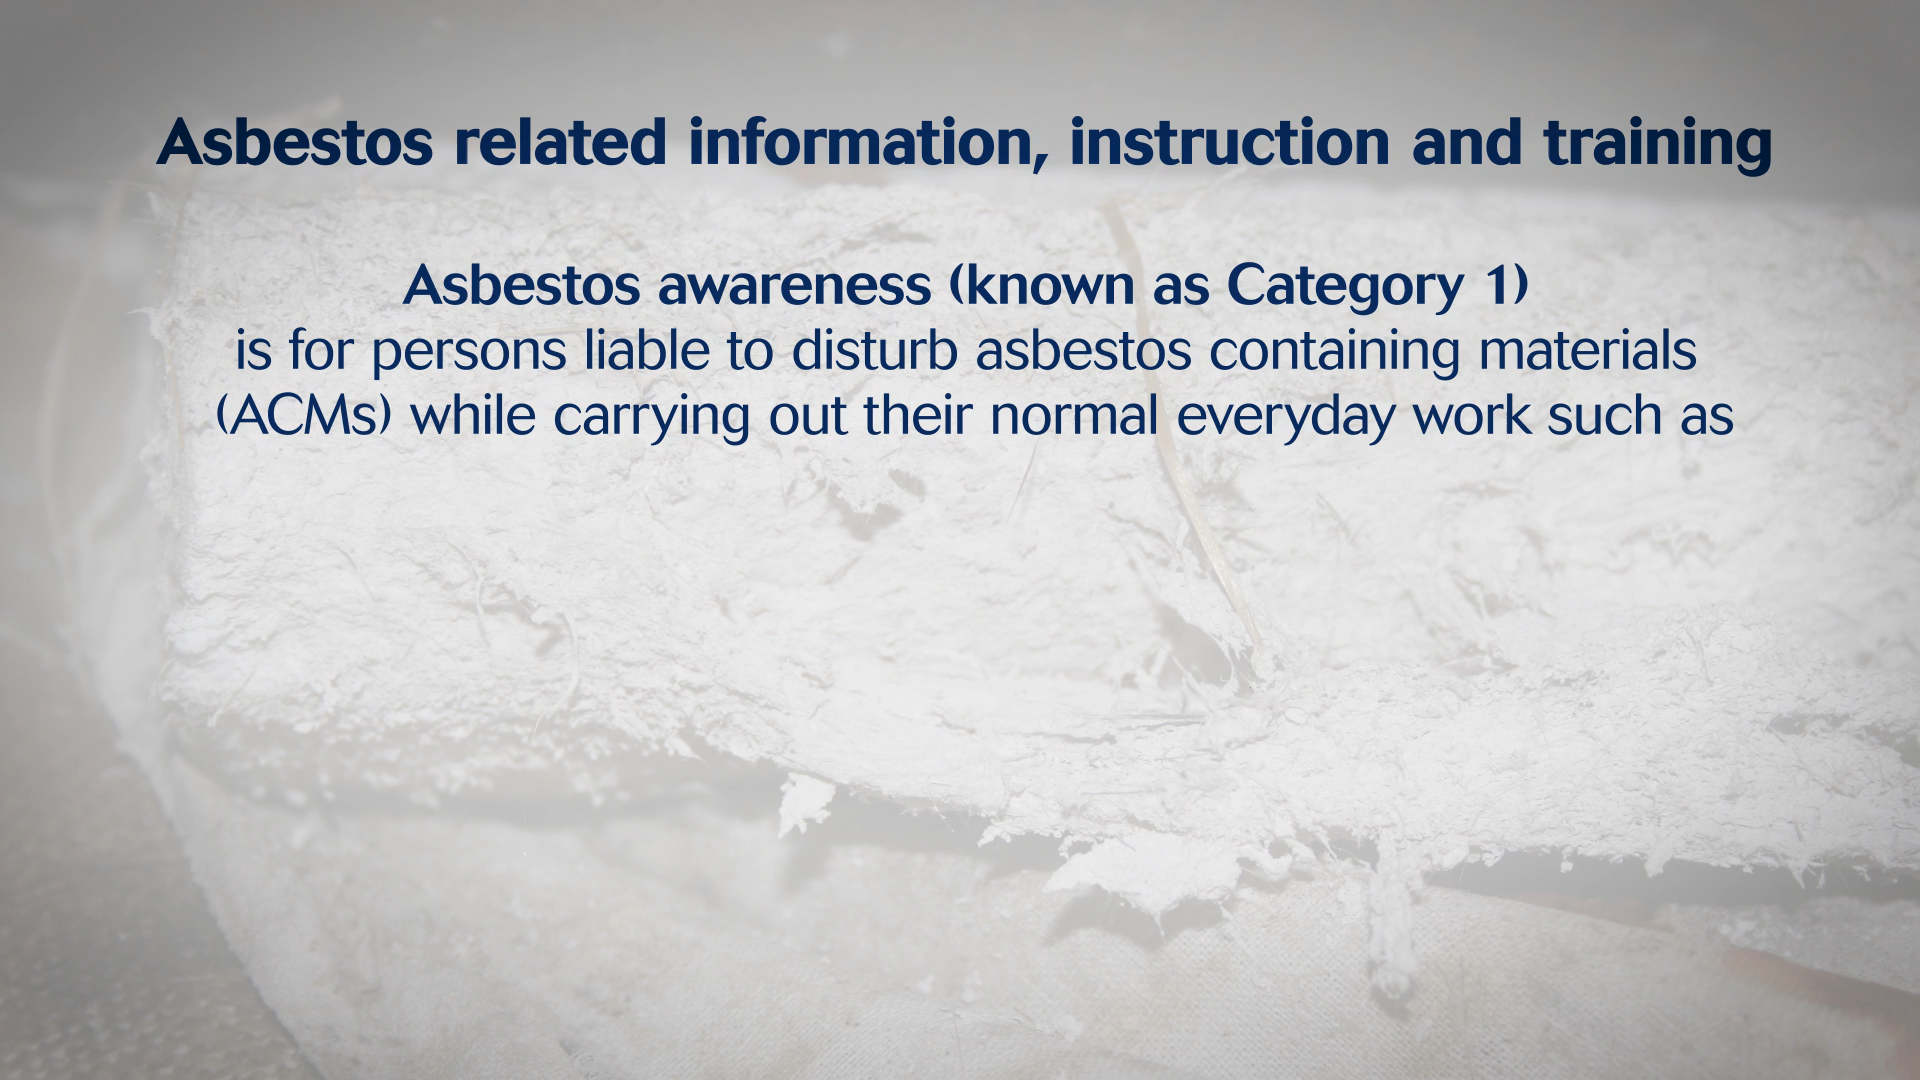 Asbestos related information, instruction and training
Asbestos awareness (known as Category 1)
is for persons liable to disturb asbestos containing materials
(ACMs) while carrying out their normal everyday work such as